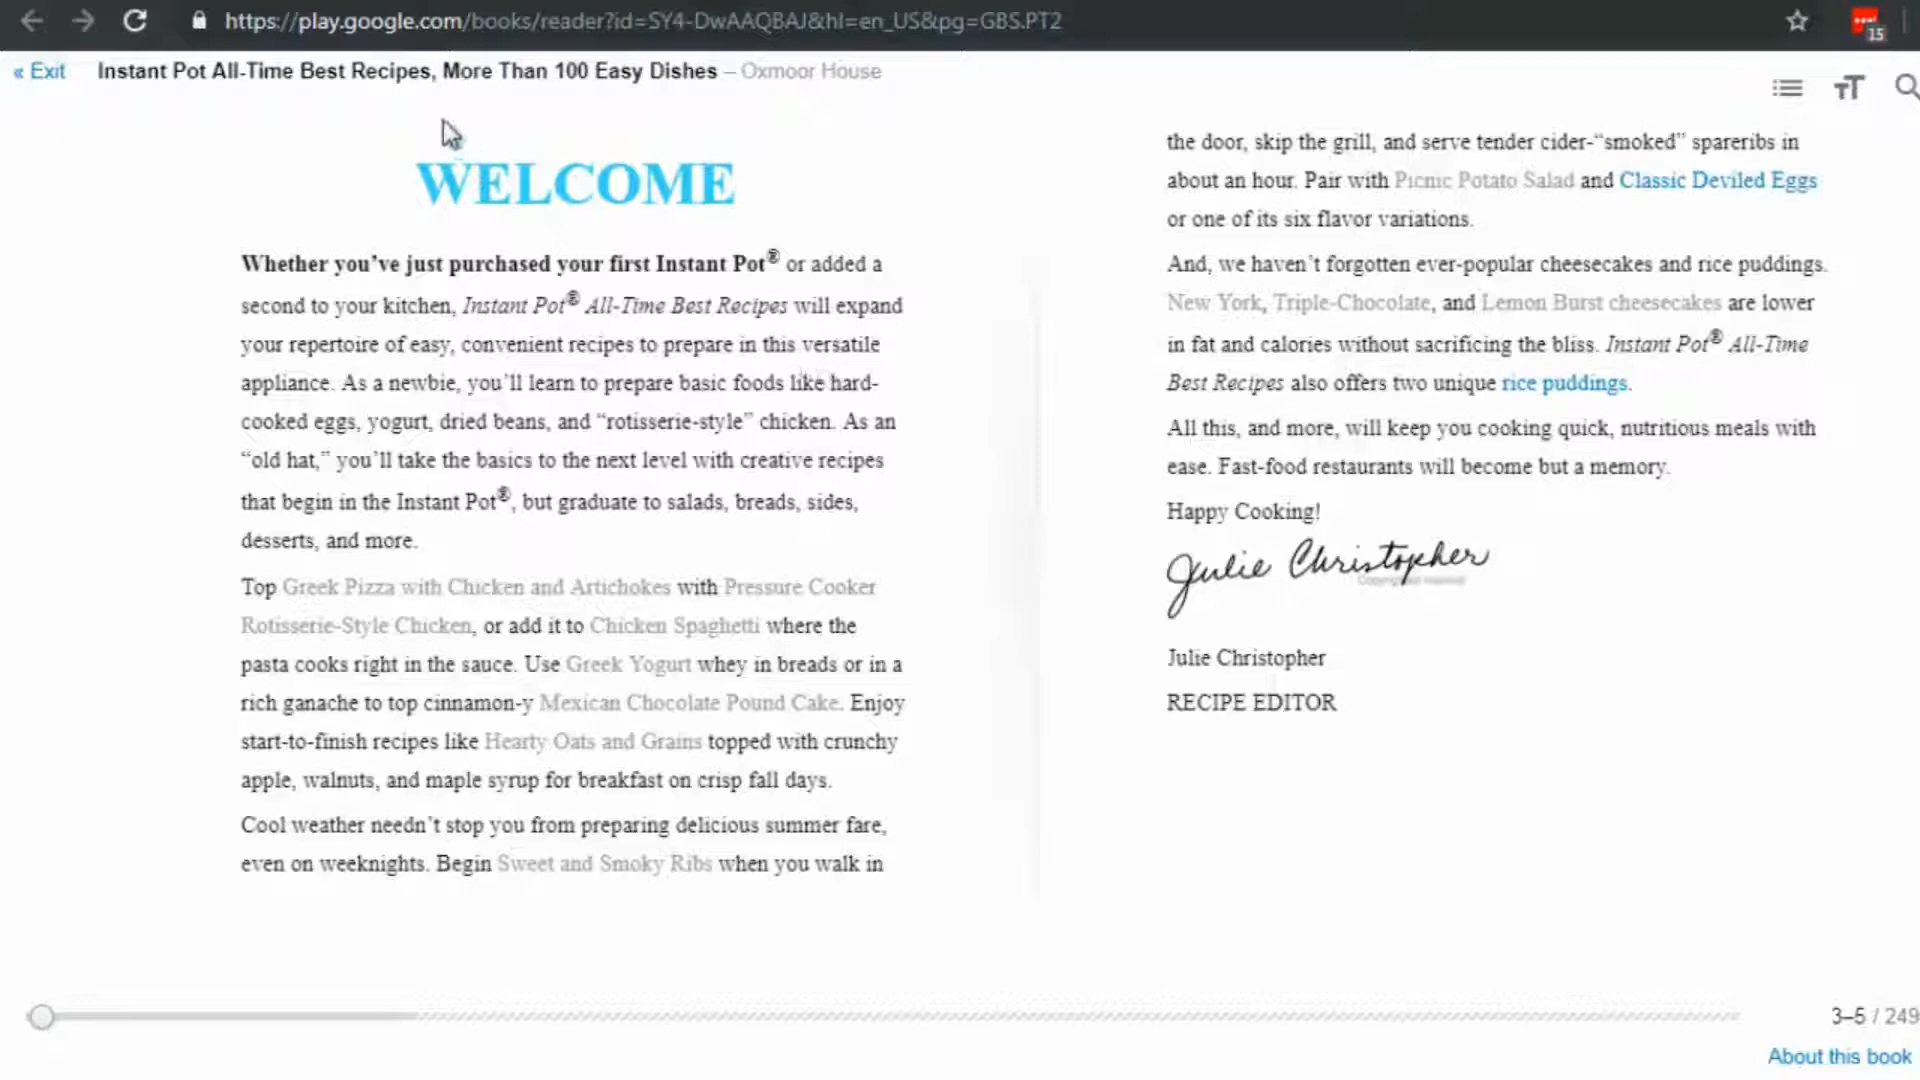 https://play.google.com/books/reader?id=SY4-DwAAQBAJ&hl=en_US&pg=GBS.PT2
15
« Exit Instant Pot All-Time Best Recipes, More Than 100 Easy Dishes – Oxmoor House
WELCOME
Whether you’ve just purchased your first Instant Pot® or added a
second to your kitchen, Instant Pot® All-Time Best Recipes will expand
your repertoire of easy, convenient recipes to prepare in this versatile
appliance. As a newbie, you’ll learn to prepare basic foods like hard-
cooked eggs, yogurt, dried beans, and “rotisserie-style” chicken. As an
“old hat,” you’ll take the basics to the next level with creative recipes
that begin in the Instant Pot®, but graduate to salads, breads, sides,
desserts, and more.
Top Greek Pizza with Chicken and Artichokes with Pressure Cooker
Rotisserie-Style Chicken, or add it to Chicken Spaghetti where the
pasta cooks right in the sauce. Use Greek Yogurt whey in breads or in a
rich ganache to top cinnamon-y Mexican Chocolate Pound Cake. Enjoy
start-to-finish recipes like Hearty Oats and Grains topped with crunchy
apple, walnuts, and maple syrup for breakfast on crisp fall days.
Cool weather needn’t stop you from preparing delicious summer fare,
even on weeknights. Begin Sweet and Smoky Ribs when you walk in
the door, skip the grill, and serve tender cider-“smoked” spareribs in
about an hour. Pair with Picnic Potato Salad and Classic Deviled Eggs
or one of its six flavor variations.
And, we haven’t forgotten ever-popular cheesecakes and rice puddings.
New York, Triple-Chocolate, and Lemon Burst cheesecakes are lower
in fat and calories without sacrificing the bliss. Instant Pot® All-Time
Best Recipes also offers two unique rice puddings.
All this, and more, will keep you cooking quick, nutritious meals with
ease. Fast-food restaurants will become but a memory.
Happy Cooking!
Julie Christopher
Julie Christopher
RECIPE EDITOR
3–5 / 249
About this book